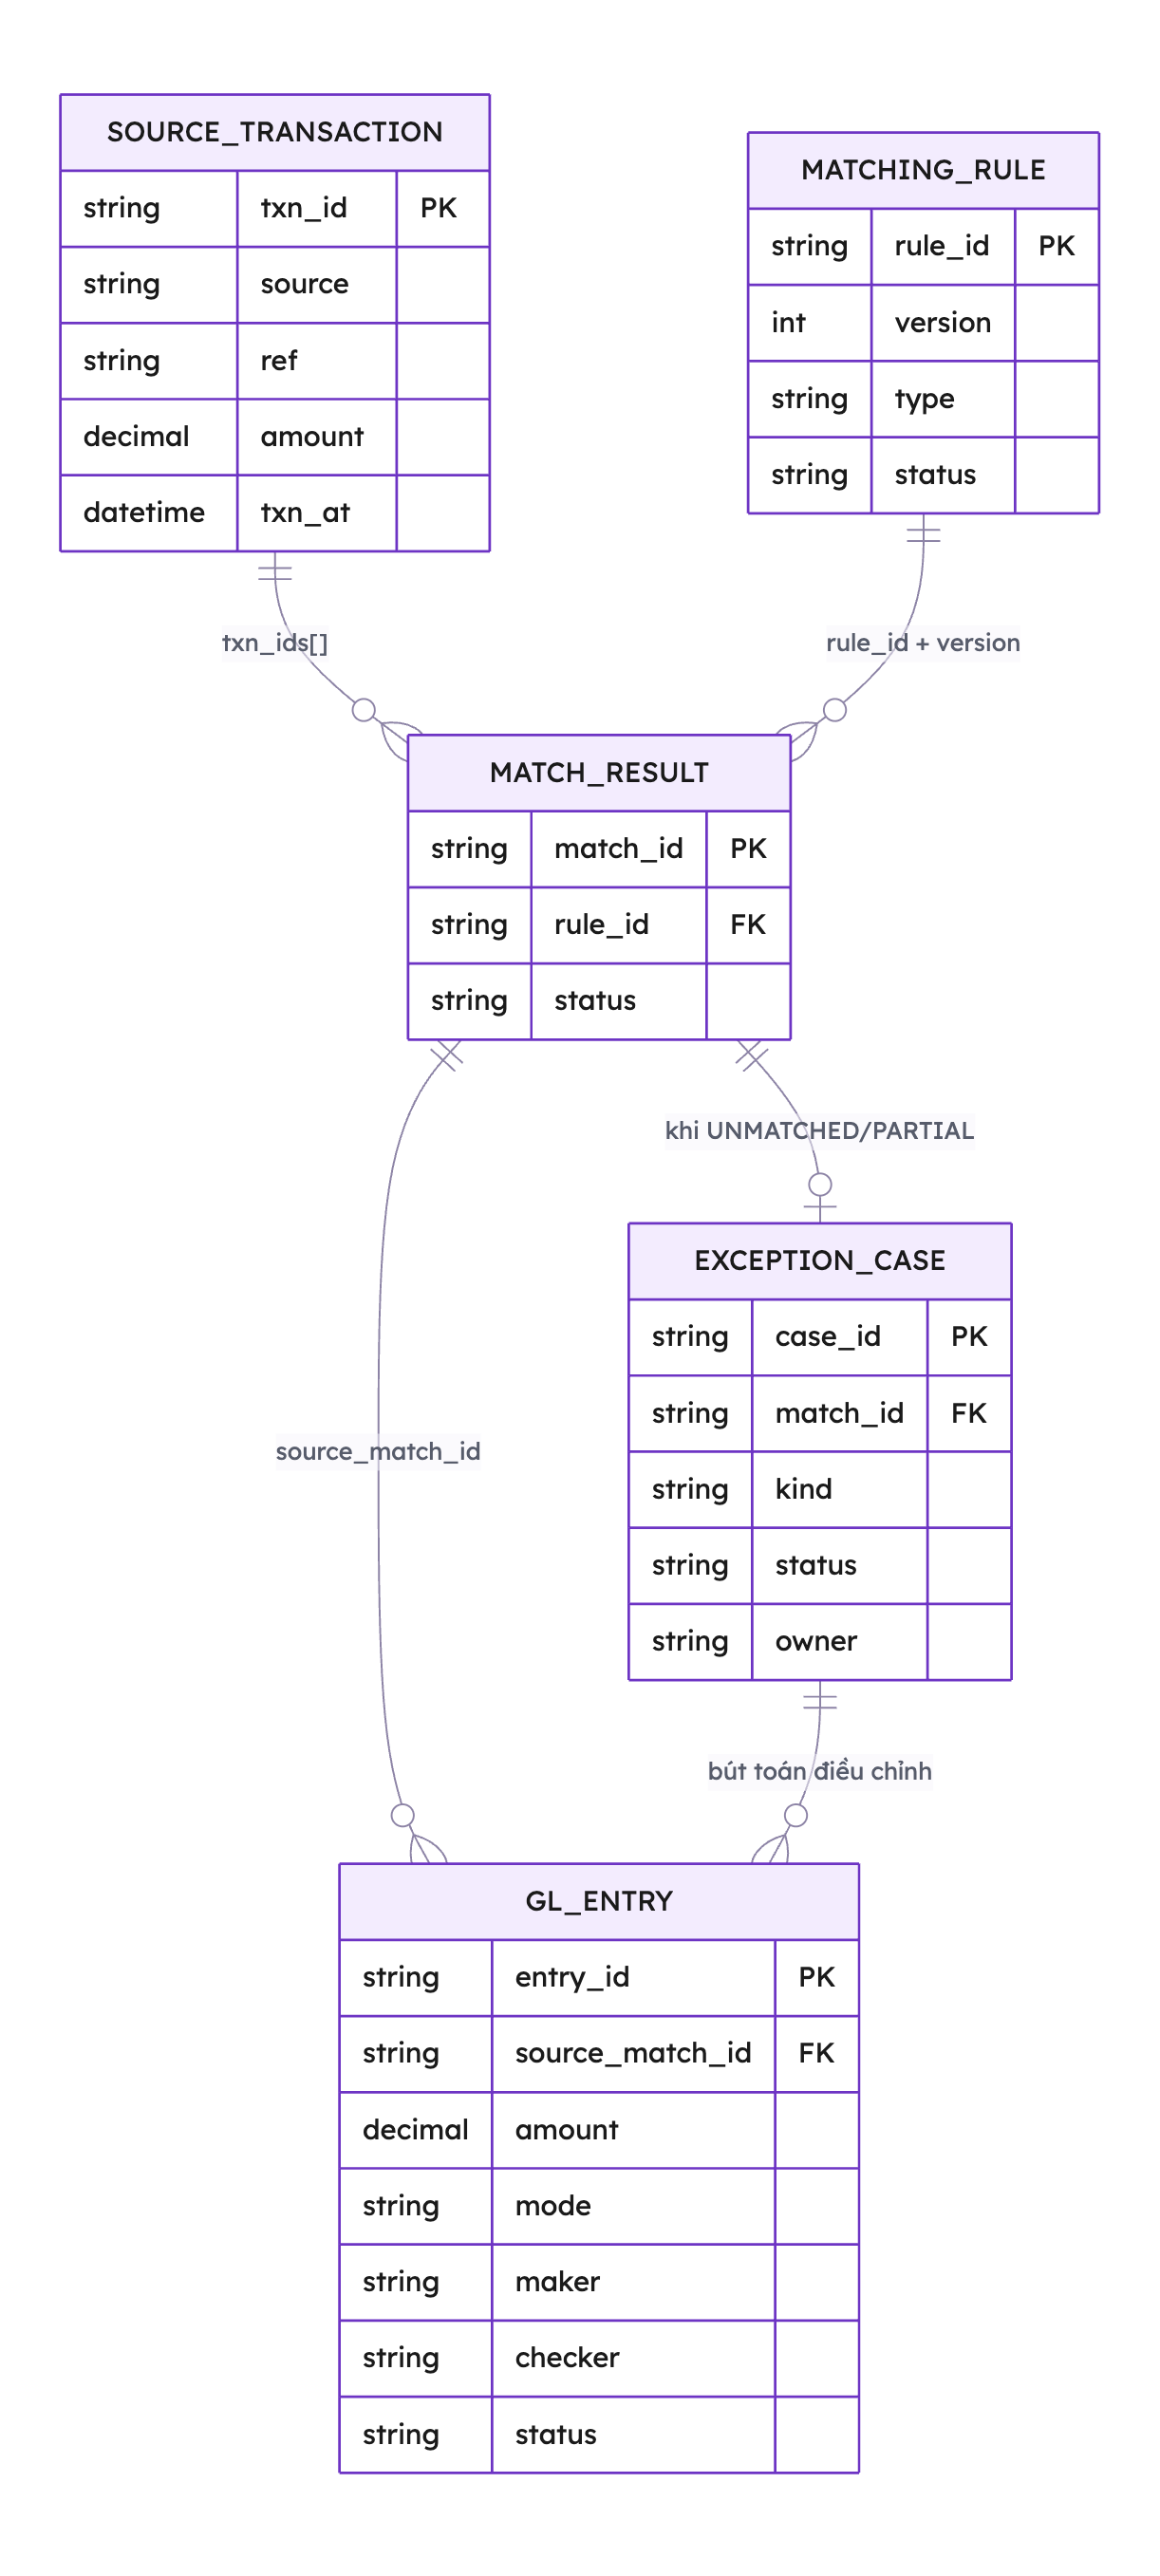 SOURCE_TRANSACTION
string txn_id PK
string source
string ref
decimal amount
datetime txn_at
MATCHING_RULE
string rule_id PK
int version
string type
string status
txn_ids[]
rule_id + version
MATCH_RESULT
string match_id PK
string rule_id FK
string status
khi UNMATCHED/PARTIAL
EXCEPTION_CASE
string case_id PK
string match_id FK
string kind
string status
string owner
source_match_id
bút toán điều chỉnh
GL_ENTRY
string entry_id PK
string source_match_id FK
decimal amount
string mode
string maker
string checker
string status